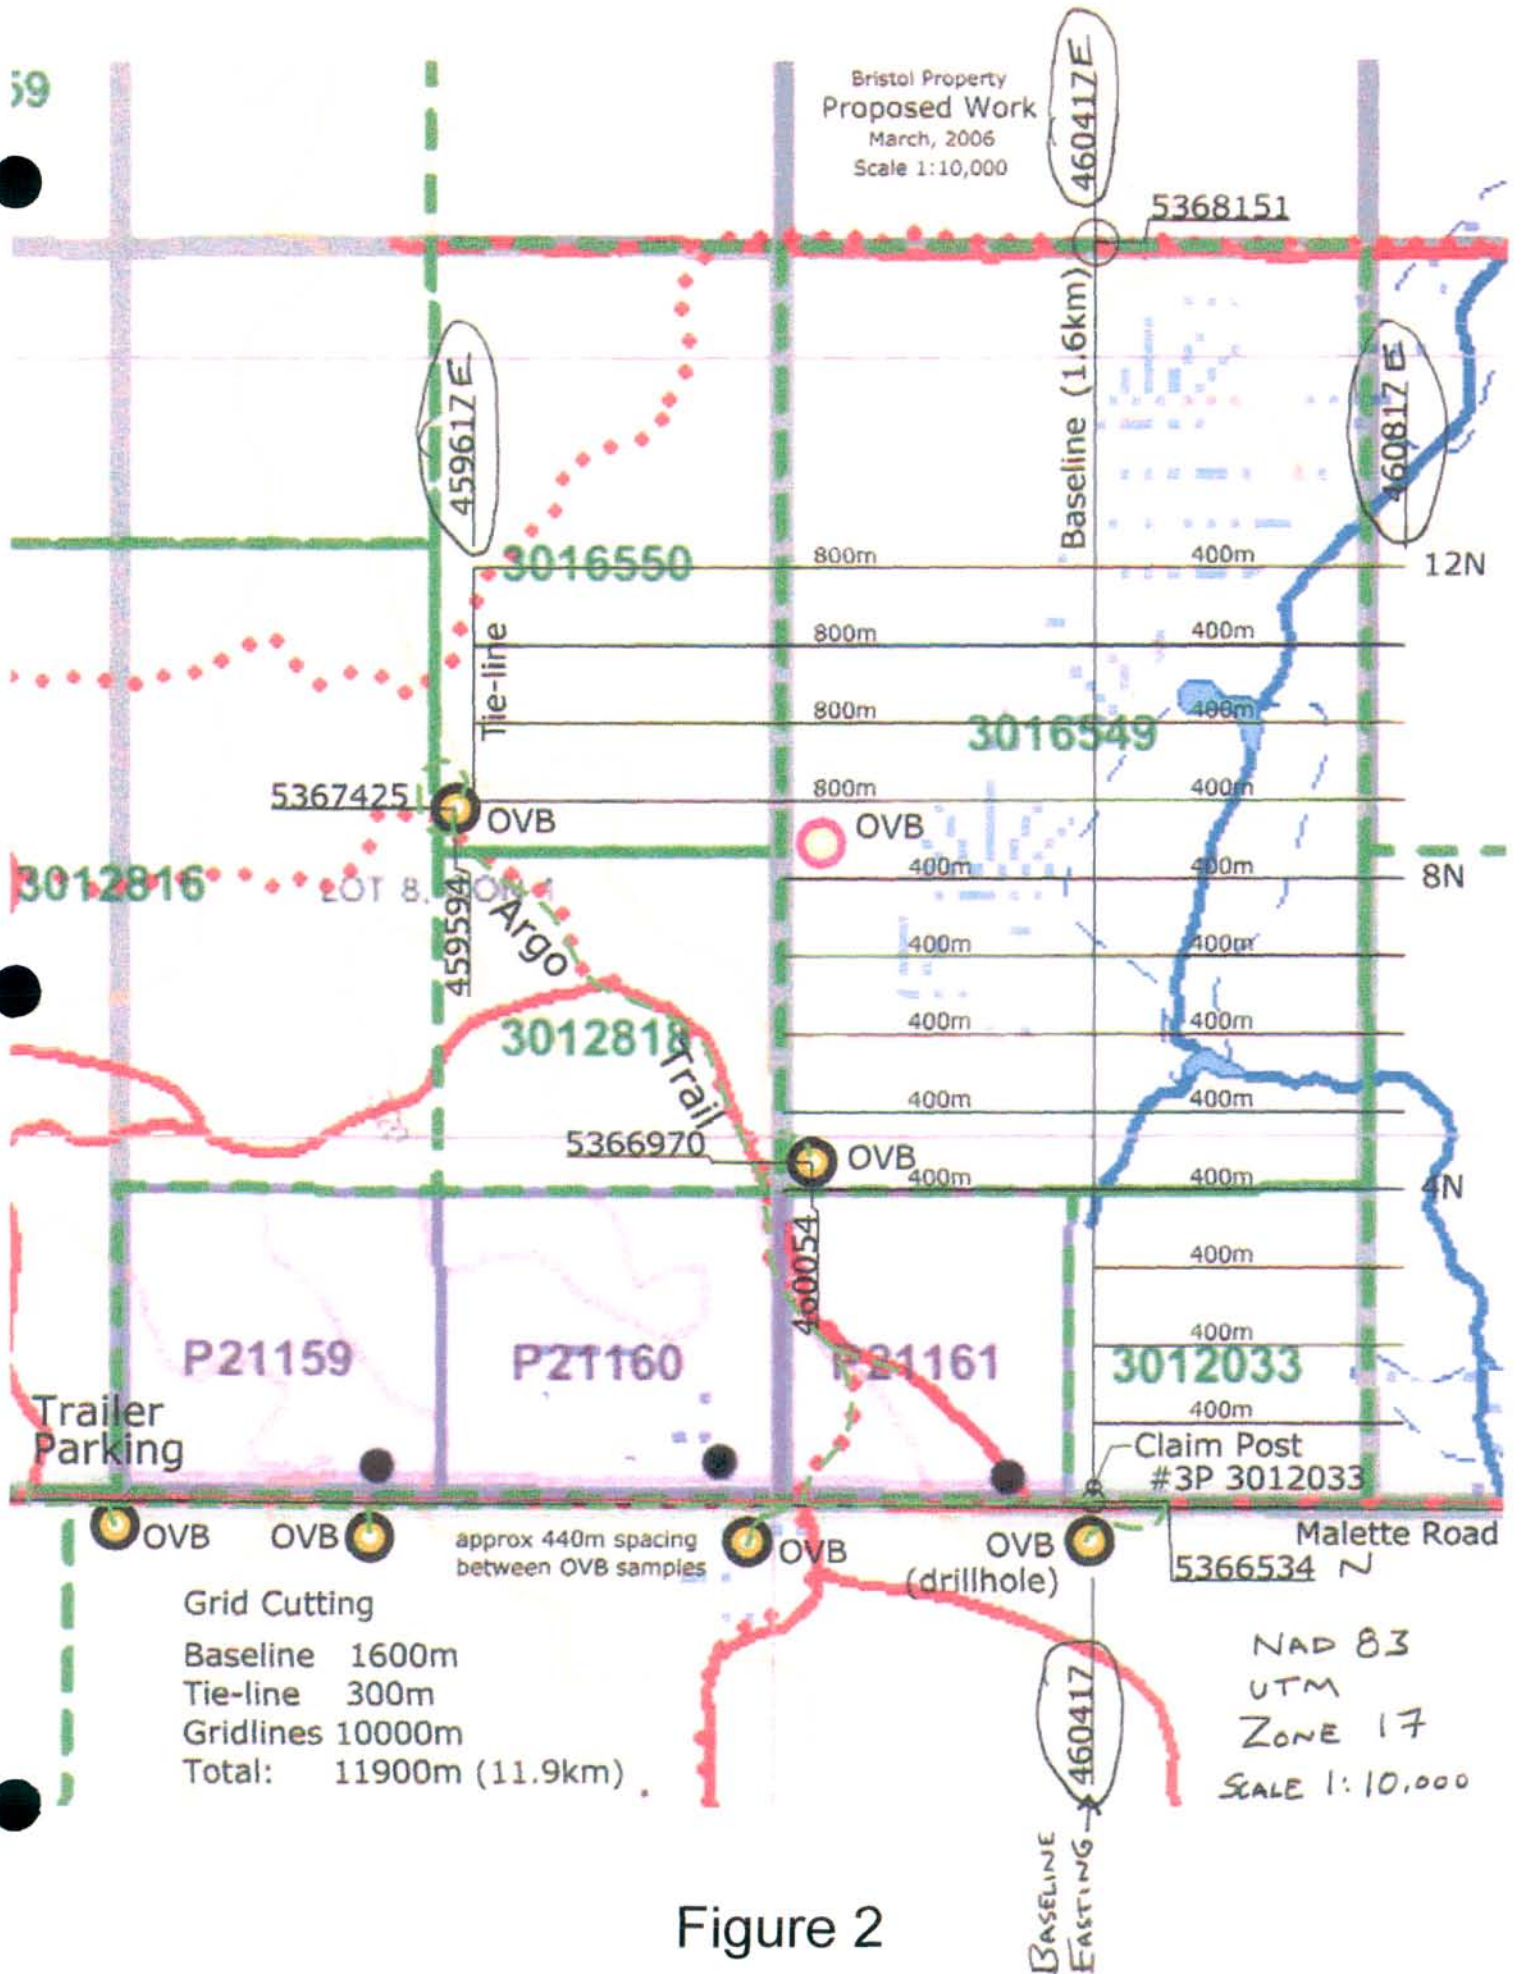 59
Bristol Property
Proposed Work
March, 2006
Scale 1:10,000
460417E
5368151
Baseline (1.6km)
459617E
460817E
3016550
800m
400m
12N
800m
400m
Tie-line
800m
400m
3016549
5367425
OVB
800m
400m
OVB
3012816
LOT 8,
459594
400m
8N
Argo
400m
400m
3012818
400m
400m
Trail
400m
400m
5366970
OVB
400m
400m
4N
460054
400m
P21159
P21160
P21161
400m
3012033
400m
Trailer
Parking
Claim Post
#3P 3012033
OVB
OVB
approx 440m spacing
between OVB samples
OVB
OVB
(drillhole)
Malette Road
5366534 N
Grid Cutting
Baseline 1600m
Tie-line 300m
Gridlines 10000m
Total: 11900m (11.9km)
460417
NAD 83
UTM
ZONE 17
SCALE 1:10,000
BASELINE
EASTING
Figure 2